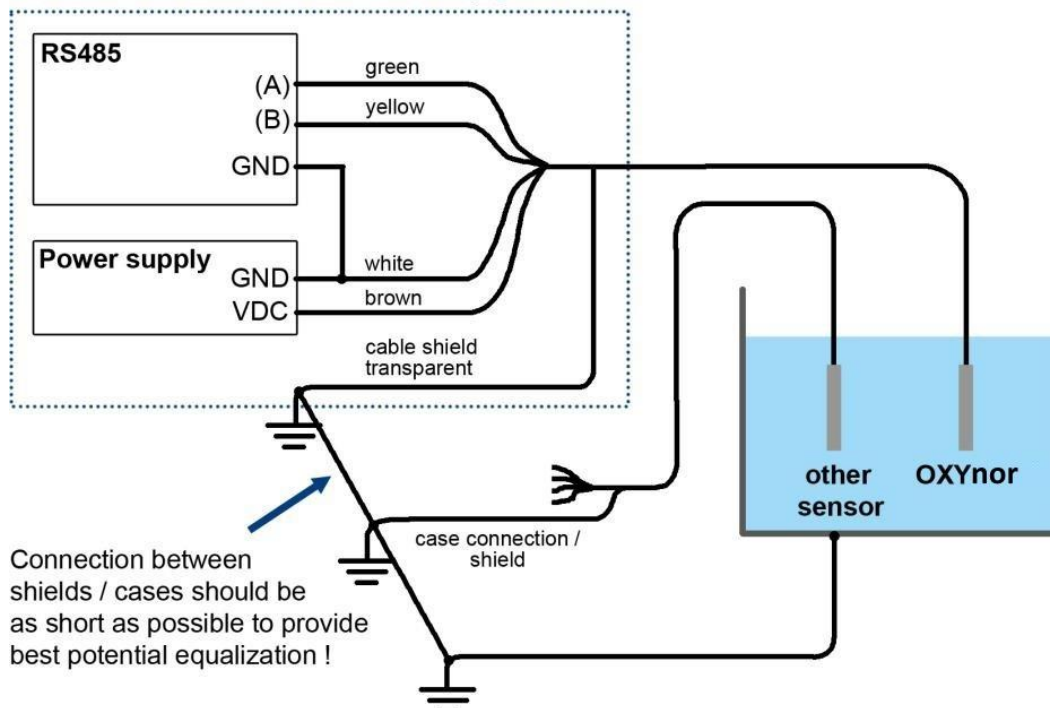 RS485
(A)
green
(B)
yellow
GND
Power supply
GND
white
VDC
brown
cable shield
transparent
other
sensor
OXYnor
case connection /
shield
Connection between
shields / cases should be
as short as possible to provide
best potential equalization !